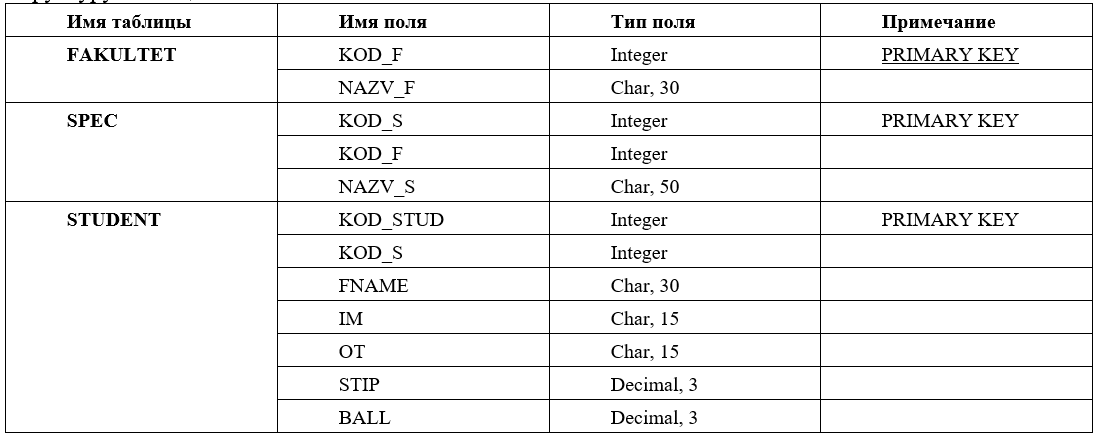 Имя таблицы Имя поля Тип поля Примечание
FAKULTET KOD_F Integer PRIMARY KEY
NAZV_F Char, 30
SPEC KOD_S Integer PRIMARY KEY
KOD_F Integer
NAZV_S Char, 50
STUDENT KOD_STUD Integer PRIMARY KEY
KOD_S Integer
FNAME Char, 30
IM Char, 15
OT Char, 15
STIP Decimal, 3
BALL Decimal, 3